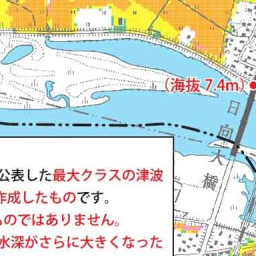 (海抜 7.4m)
日向大橋
公表した最大クラスの津波
作成したものです。
ものではありません。
水深がさらに大きくなった